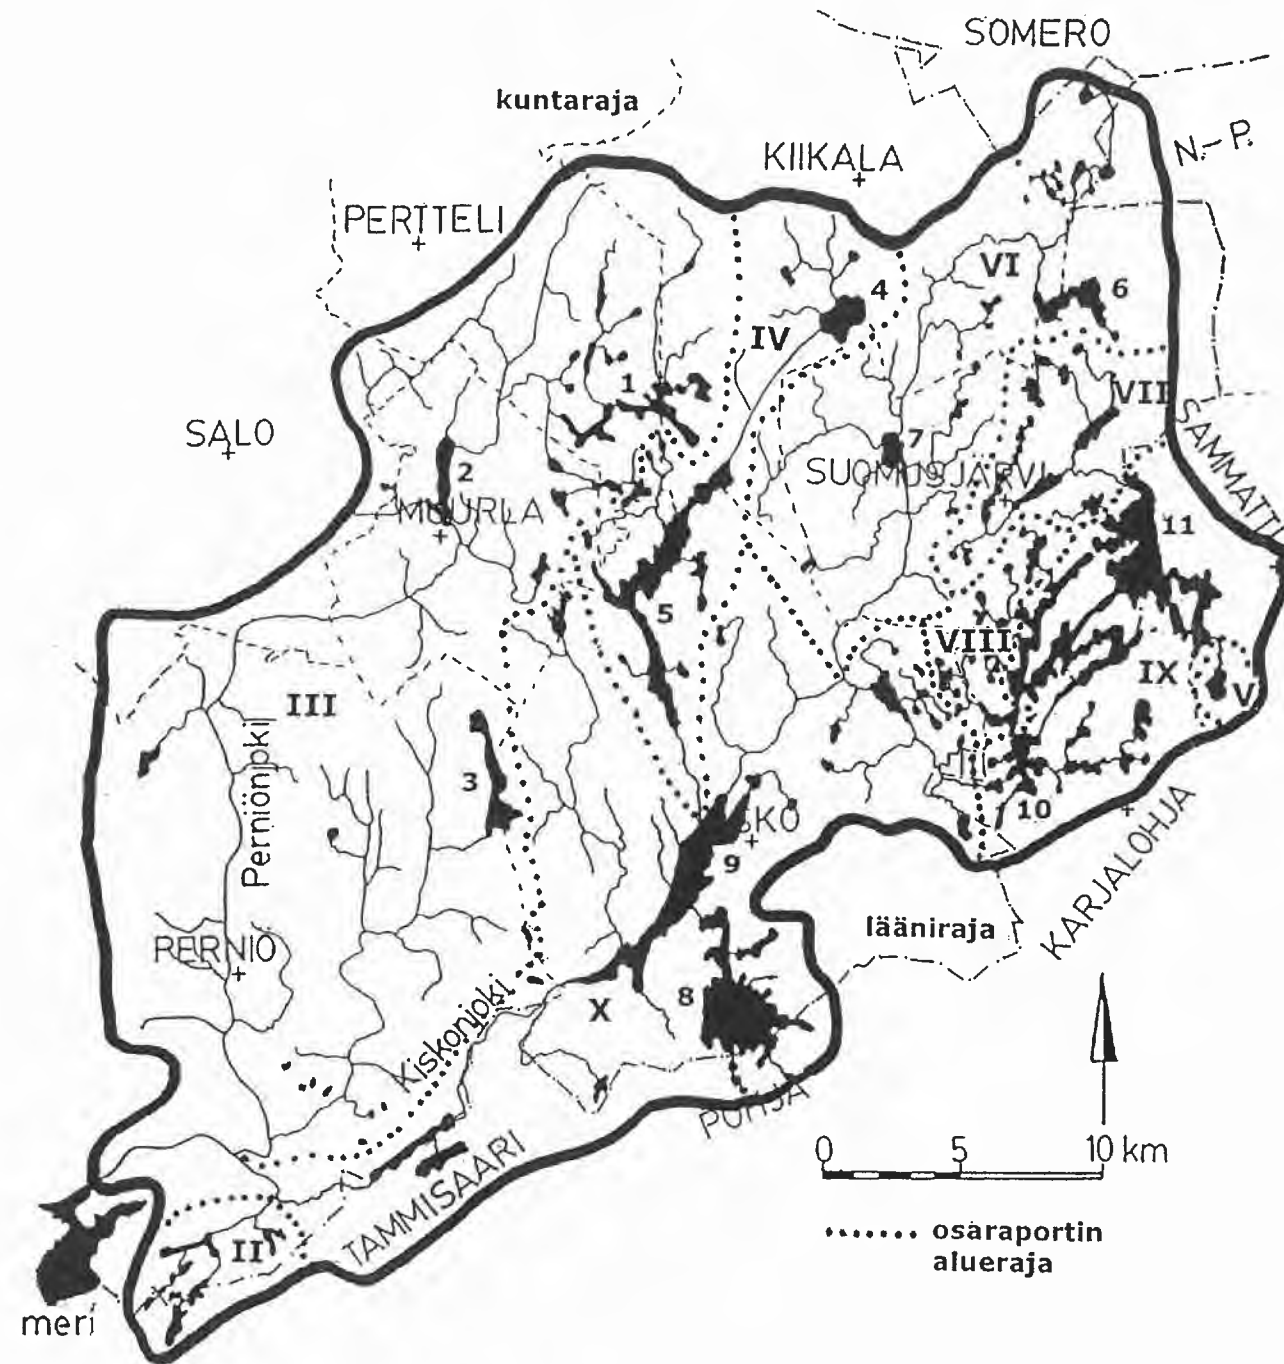 SOMERO
kuntaraja
N.-P.
KIIKALA
PERTTELI
VI
4
6
IV
1
VII
SALO
7
2
SUOMUSJÄRVI
SAMMATTI
MUURLA
11
5
VIII
IX
V
III
Perniönjoki
3
10
KISKO
9
KARJALOHJA
lääniraja
PERNIÖ
8
X
Kiskonjoki
POHJA
0 5 10 km
TAMMISAARI
osaraportin
alueraja
II
meri